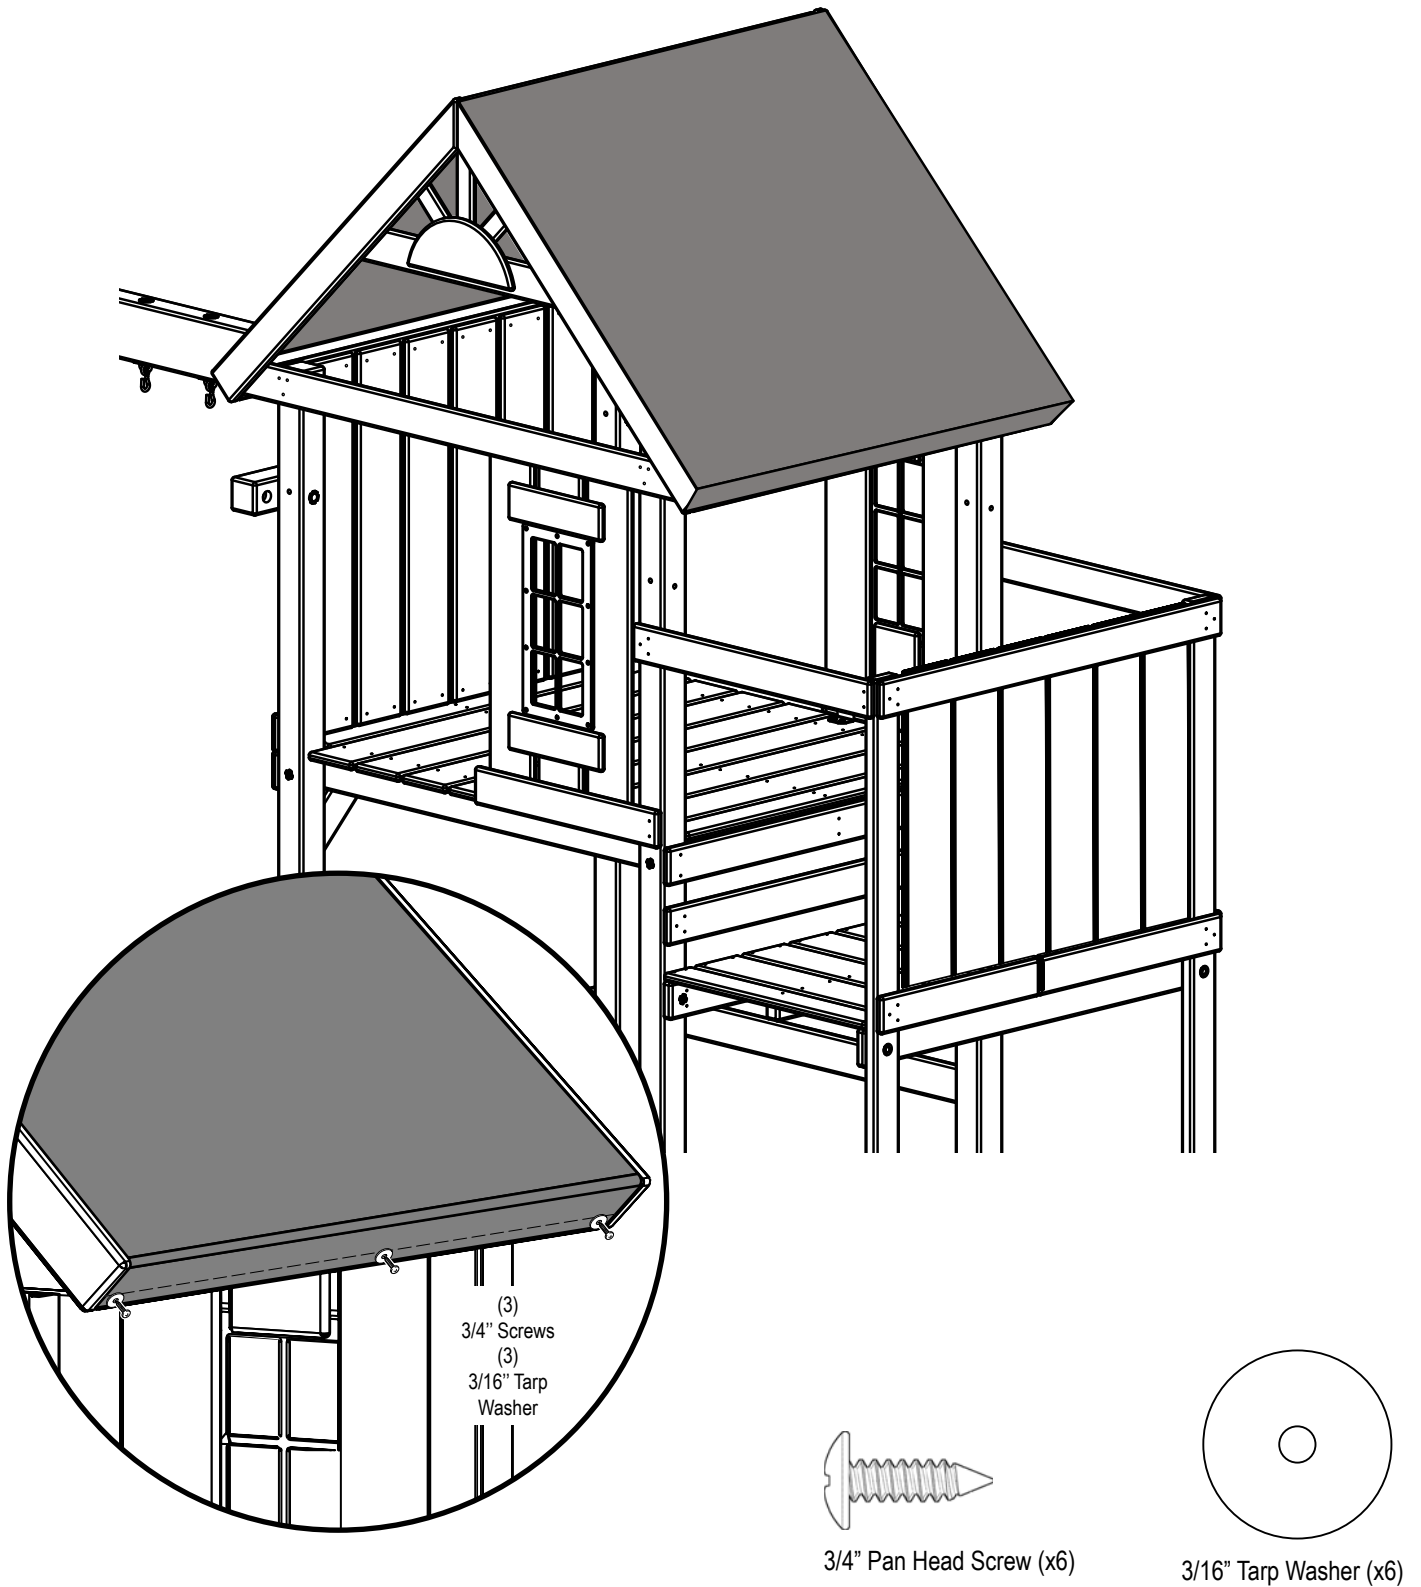 (3)
3/4’’ Screws
(3)
3/16’’ Tarp
Washer
3/4” Pan Head Screw (x6)
3/16” Tarp Washer (x6)